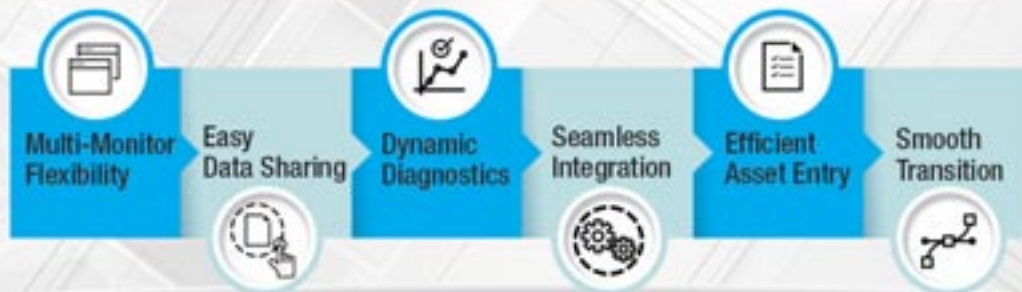 Multi-Monitor
Flexibility
Easy
Data Sharing
Dynamic
Diagnostics
Seamless
Integration
Efficient
Asset Entry
Smooth
Transition